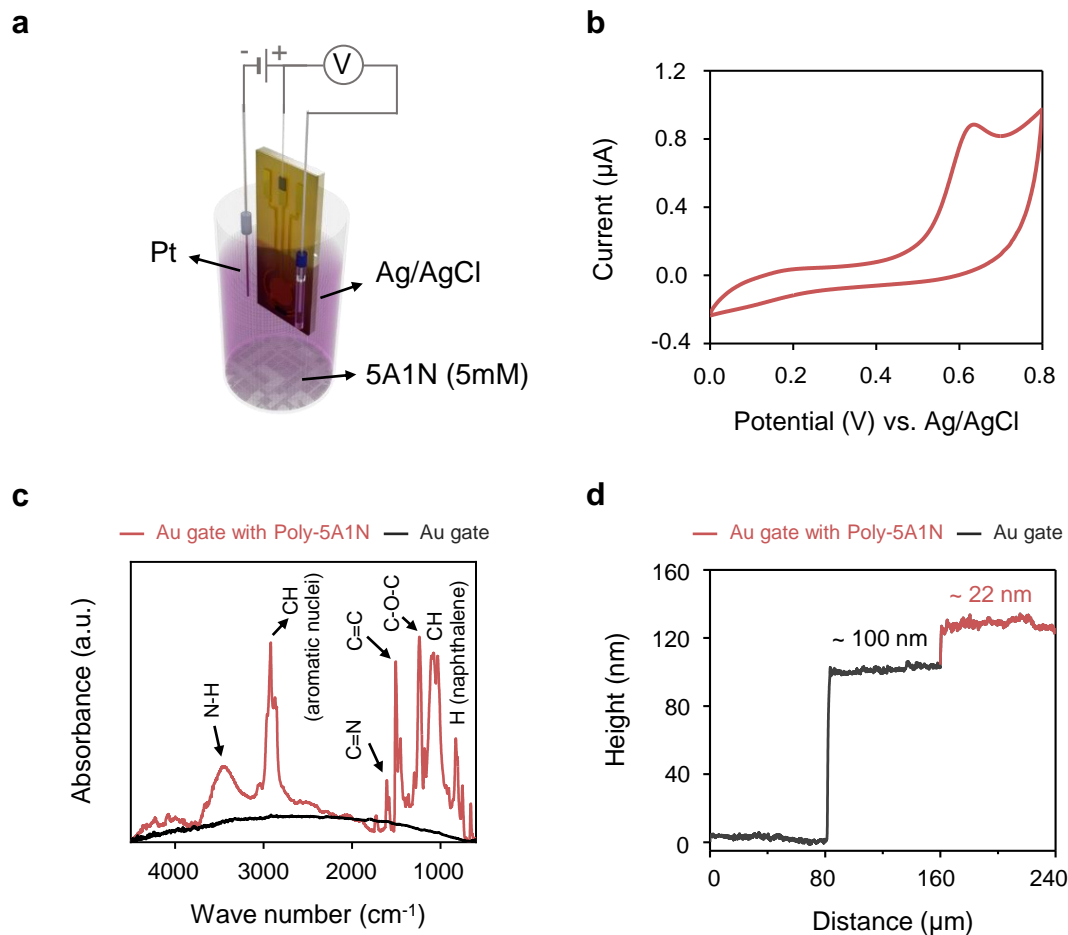 a
- +
V
Pt
Ag/AgCl
5A1N (5mM)
b
1.2
0.8
0.4
0.0
-0.4
Current (µA)
0.0 0.2 0.4 0.6 0.8
Potential (V) vs. Ag/AgCl
c
Au gate with Poly-5A1N Au gate
Absorbance (a.u.)
N-H
CH
(aromatic nuclei)
C=N
C=C
C-O-C
CH
H (naphthalene)
4000 3000 2000 1000
Wave number (cm⁻¹)
d
Au gate with Poly-5A1N Au gate
160
120
80
40
0
Height (nm)
~ 100 nm
~ 22 nm
0 80 160 240
Distance (µm)